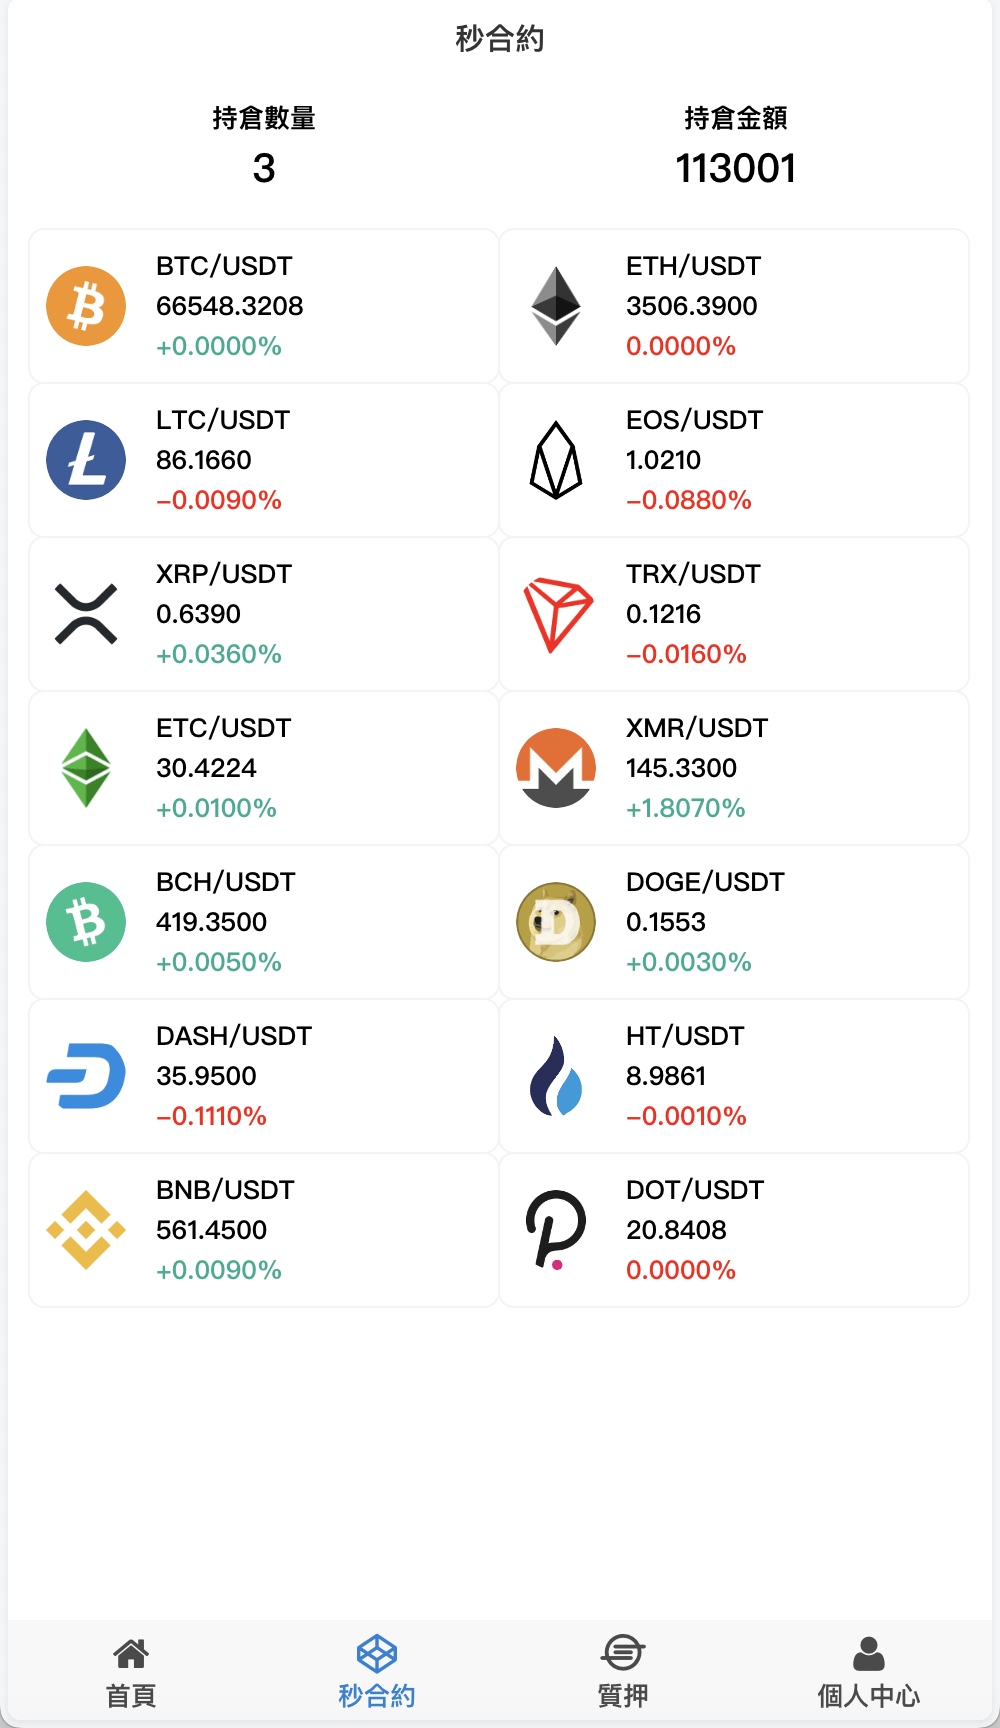 秒合約
持倉數量
3
持倉金額
113001
BTC/USDT
66548.3208
+0.0000%
ETH/USDT
3506.3900
0.0000%
LTC/USDT
86.1660
-0.0090%
EOS/USDT
1.0210
-0.0880%
XRP/USDT
0.6390
+0.0360%
TRX/USDT
0.1216
-0.0160%
ETC/USDT
30.4224
+0.0100%
XMR/USDT
145.3300
+1.8070%
BCH/USDT
419.3500
+0.0050%
DOGE/USDT
0.1553
+0.0030%
DASH/USDT
35.9500
-0.1110%
HT/USDT
8.9861
-0.0010%
BNB/USDT
561.4500
+0.0090%
DOT/USDT
20.8408
0.0000%
首頁
秒合約
質押
個人中心